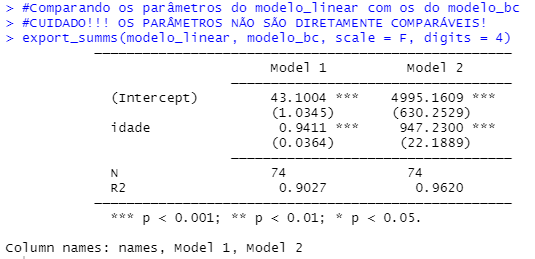 > #Comparando os parâmetros do modelo_linear com os do modelo_bc
> #CUIDADO!!! OS PARÂMETROS NÃO SÃO DIRETAMENTE COMPARÁVEIS!
> export_summs(modelo_linear, modelo_bc, scale = F, digits = 4)
Model 1 Model 2
(Intercept) 43.1004 *** 4995.1609 ***
(1.0345) (630.2529)
idade 0.9411 *** 947.2300 ***
(0.0364) (22.1889)
N 74 74
R2 0.9027 0.9620
*** p < 0.001; ** p < 0.01; * p < 0.05.
Column names: names, Model 1, Model 2